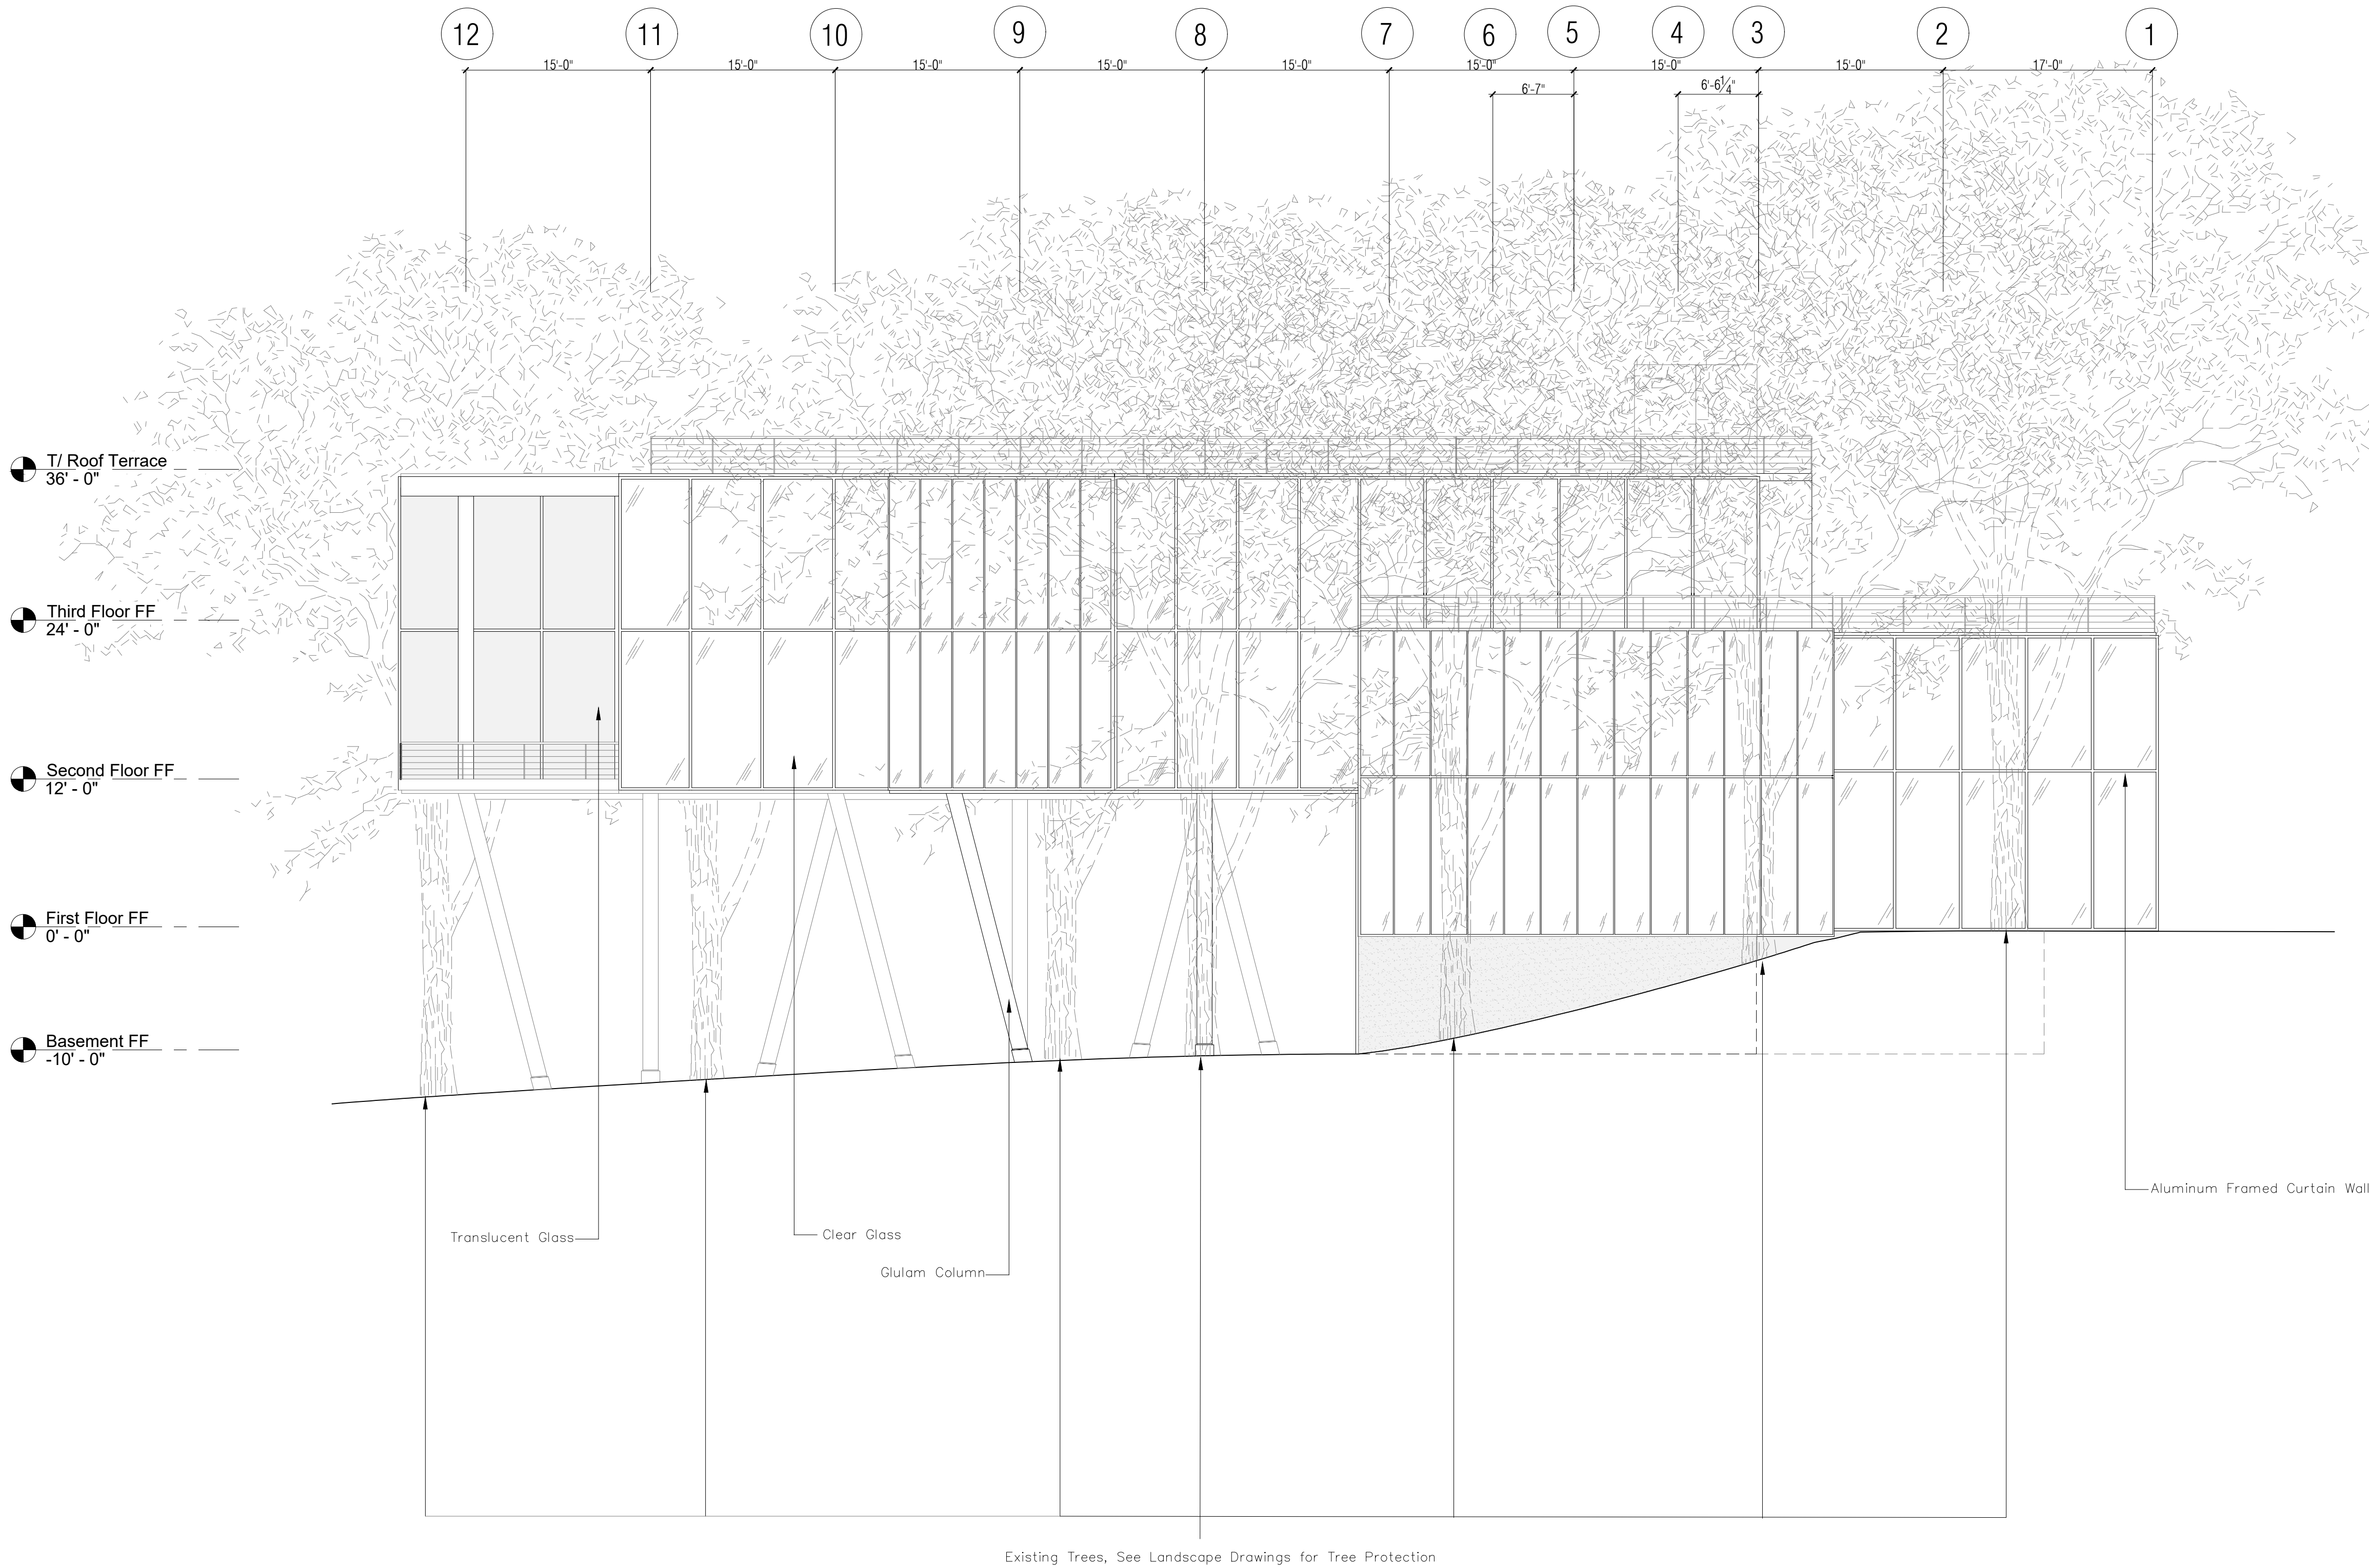 12 11 10 9 8 7 6 5 4 3 2 1
15'-0" 15'-0" 15'-0" 15'-0" 15'-0" 15'-0" 15'-0" 15'-0" 17'-0"
6'-7" 6'-6 1/4"
T/ Roof Terrace
36' - 0"
Third Floor FF
24' - 0"
Second Floor FF
12' - 0"
First Floor FF
0' - 0"
Basement FF
-10' - 0"
Aluminum Framed Curtain Wall
Translucent Glass
Clear Glass
Glulam Column
Existing Trees, See Landscape Drawings for Tree Protection